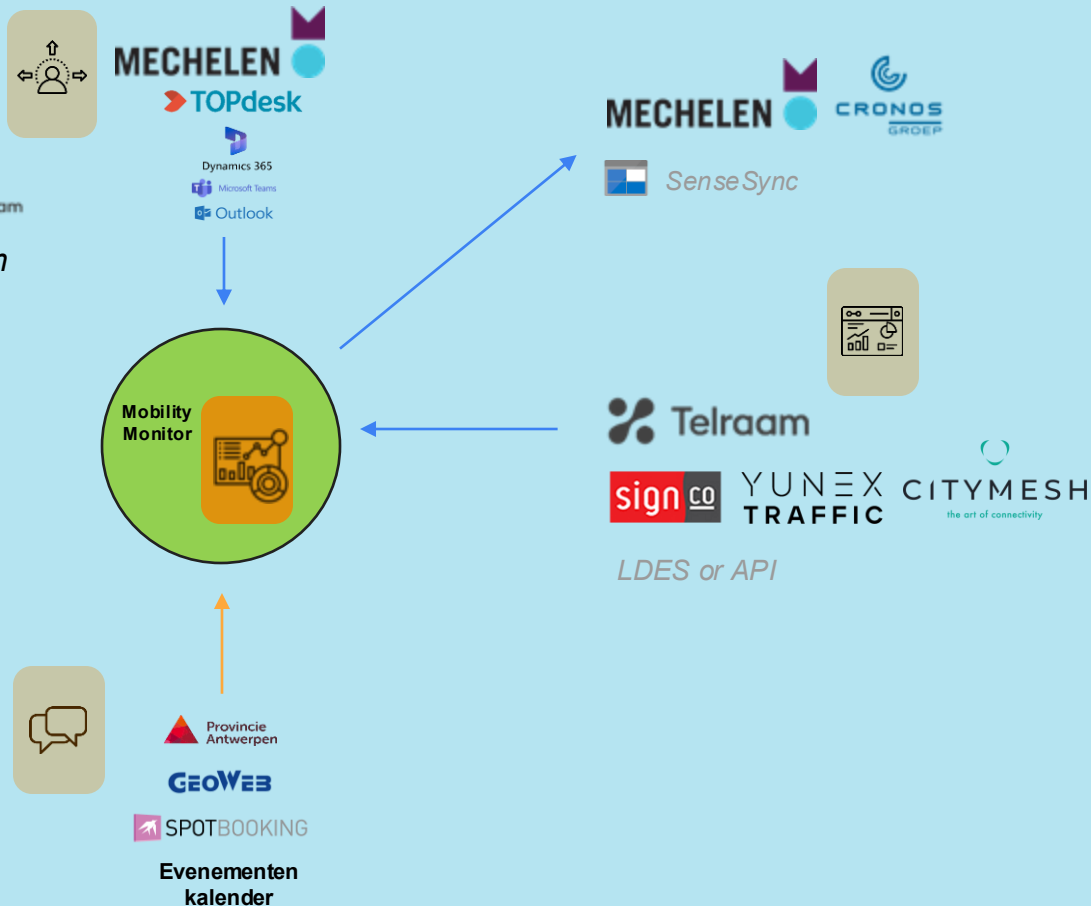 MECHELEN
TOPdesk
Dynamics 365
Microsoft Teams
Outlook
am
n
MECHELEN
CRONOS
GROEP
SenseSync
Mobility
Monitor
Telraam
sign co
YUNEX
TRAFFIC
CITYMESH
the art of connectivity
LDES or API
Provincie
Antwerpen
GEOWEB
SPOTBOOKING
Evenementen
kalender